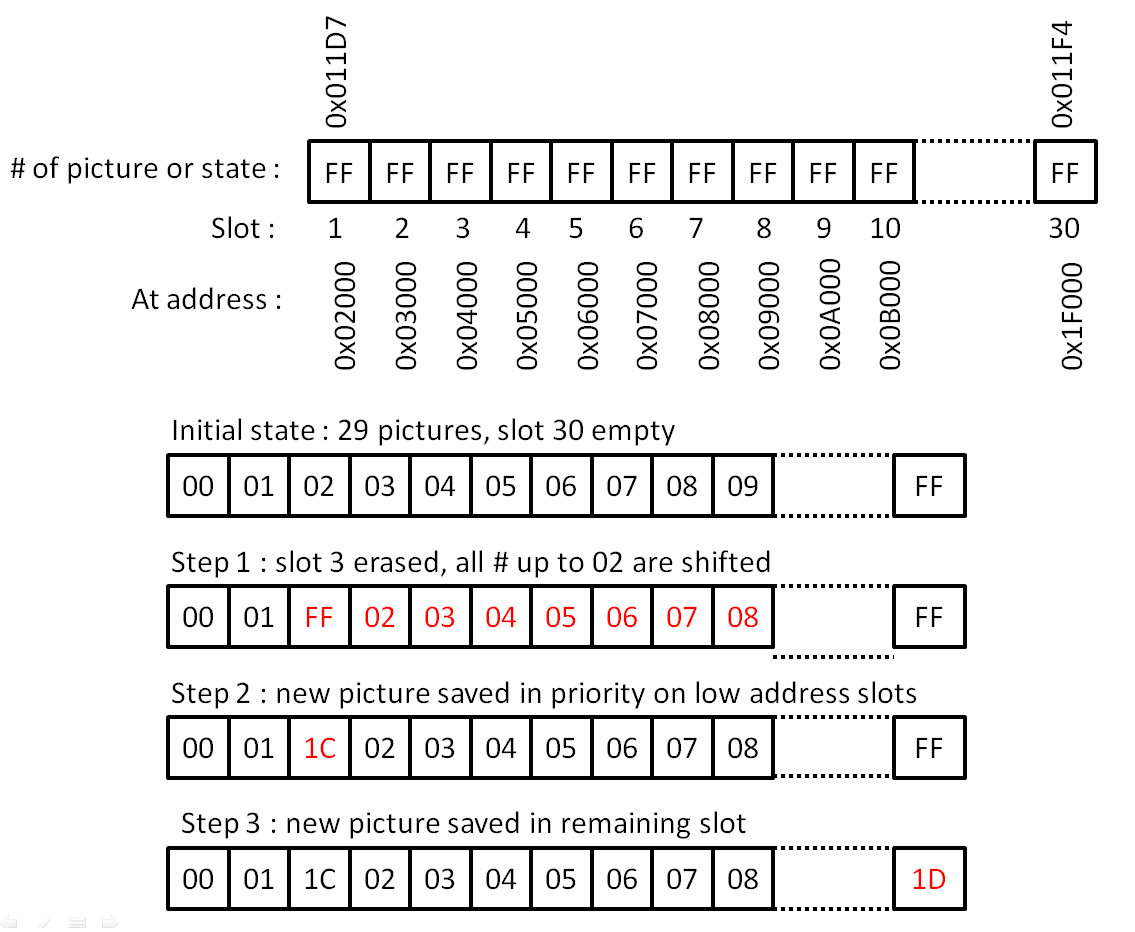 0x011D7 0x011F4
# of picture or state : FF FF FF FF FF FF FF FF FF FF FF
Slot : 1 2 3 4 5 6 7 8 9 10 30
At address : 0x02000 0x03000 0x04000 0x05000 0x06000 0x07000 0x08000 0x09000 0x0A000 0x0B000 0x1F000
Initial state : 29 pictures, slot 30 empty
00 01 02 03 04 05 06 07 08 09 FF
Step 1 : slot 3 erased, all # up to 02 are shifted
00 01 FF 02 03 04 05 06 07 08 FF
Step 2 : new picture saved in priority on low address slots
00 01 1C 02 03 04 05 06 07 08 FF
Step 3 : new picture saved in remaining slot
00 01 1C 02 03 04 05 06 07 08 1D